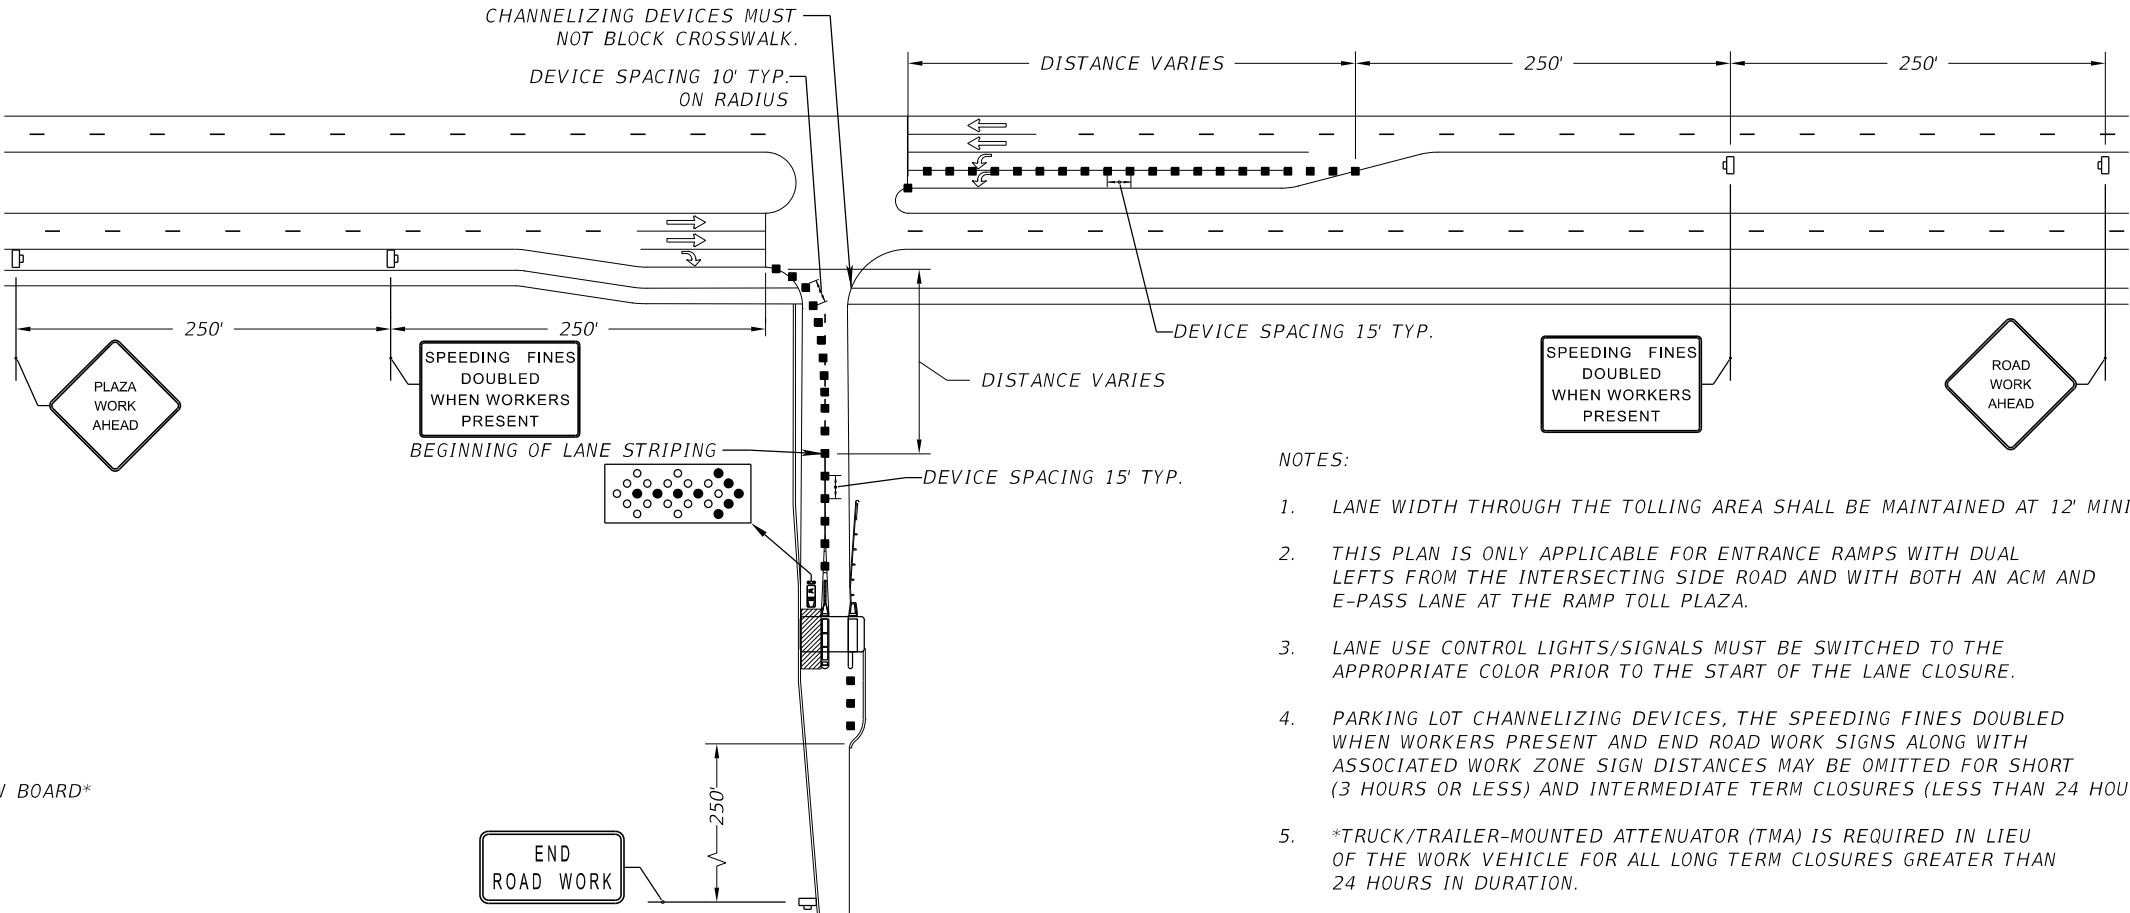 CHANNELIZING DEVICES MUST
NOT BLOCK CROSSWALK.
DEVICE SPACING 10' TYP.
ON RADIUS
DISTANCE VARIES
250'
250'
250'
250'
DEVICE SPACING 15' TYP.
DISTANCE VARIES
PLAZA
WORK
AHEAD
SPEEDING FINES
DOUBLED
WHEN WORKERS
PRESENT
SPEEDING FINES
DOUBLED
WHEN WORKERS
PRESENT
ROAD
WORK
AHEAD
BEGINNING OF LANE STRIPING
DEVICE SPACING 15' TYP.
250'
BOARD*
END
ROAD WORK
NOTES:
1. LANE WIDTH THROUGH THE TOLLING AREA SHALL BE MAINTAINED AT 12' MINI
2. THIS PLAN IS ONLY APPLICABLE FOR ENTRANCE RAMPS WITH DUAL
LEFTS FROM THE INTERSECTING SIDE ROAD AND WITH BOTH AN ACM AND
E-PASS LANE AT THE RAMP TOLL PLAZA.
3. LANE USE CONTROL LIGHTS/SIGNALS MUST BE SWITCHED TO THE
APPROPRIATE COLOR PRIOR TO THE START OF THE LANE CLOSURE.
4. PARKING LOT CHANNELIZING DEVICES, THE SPEEDING FINES DOUBLED
WHEN WORKERS PRESENT AND END ROAD WORK SIGNS ALONG WITH
ASSOCIATED WORK ZONE SIGN DISTANCES MAY BE OMITTED FOR SHORT
(3 HOURS OR LESS) AND INTERMEDIATE TERM CLOSURES (LESS THAN 24 HOU
5. *TRUCK/TRAILER-MOUNTED ATTENUATOR (TMA) IS REQUIRED IN LIEU
OF THE WORK VEHICLE FOR ALL LONG TERM CLOSURES GREATER THAN
24 HOURS IN DURATION.